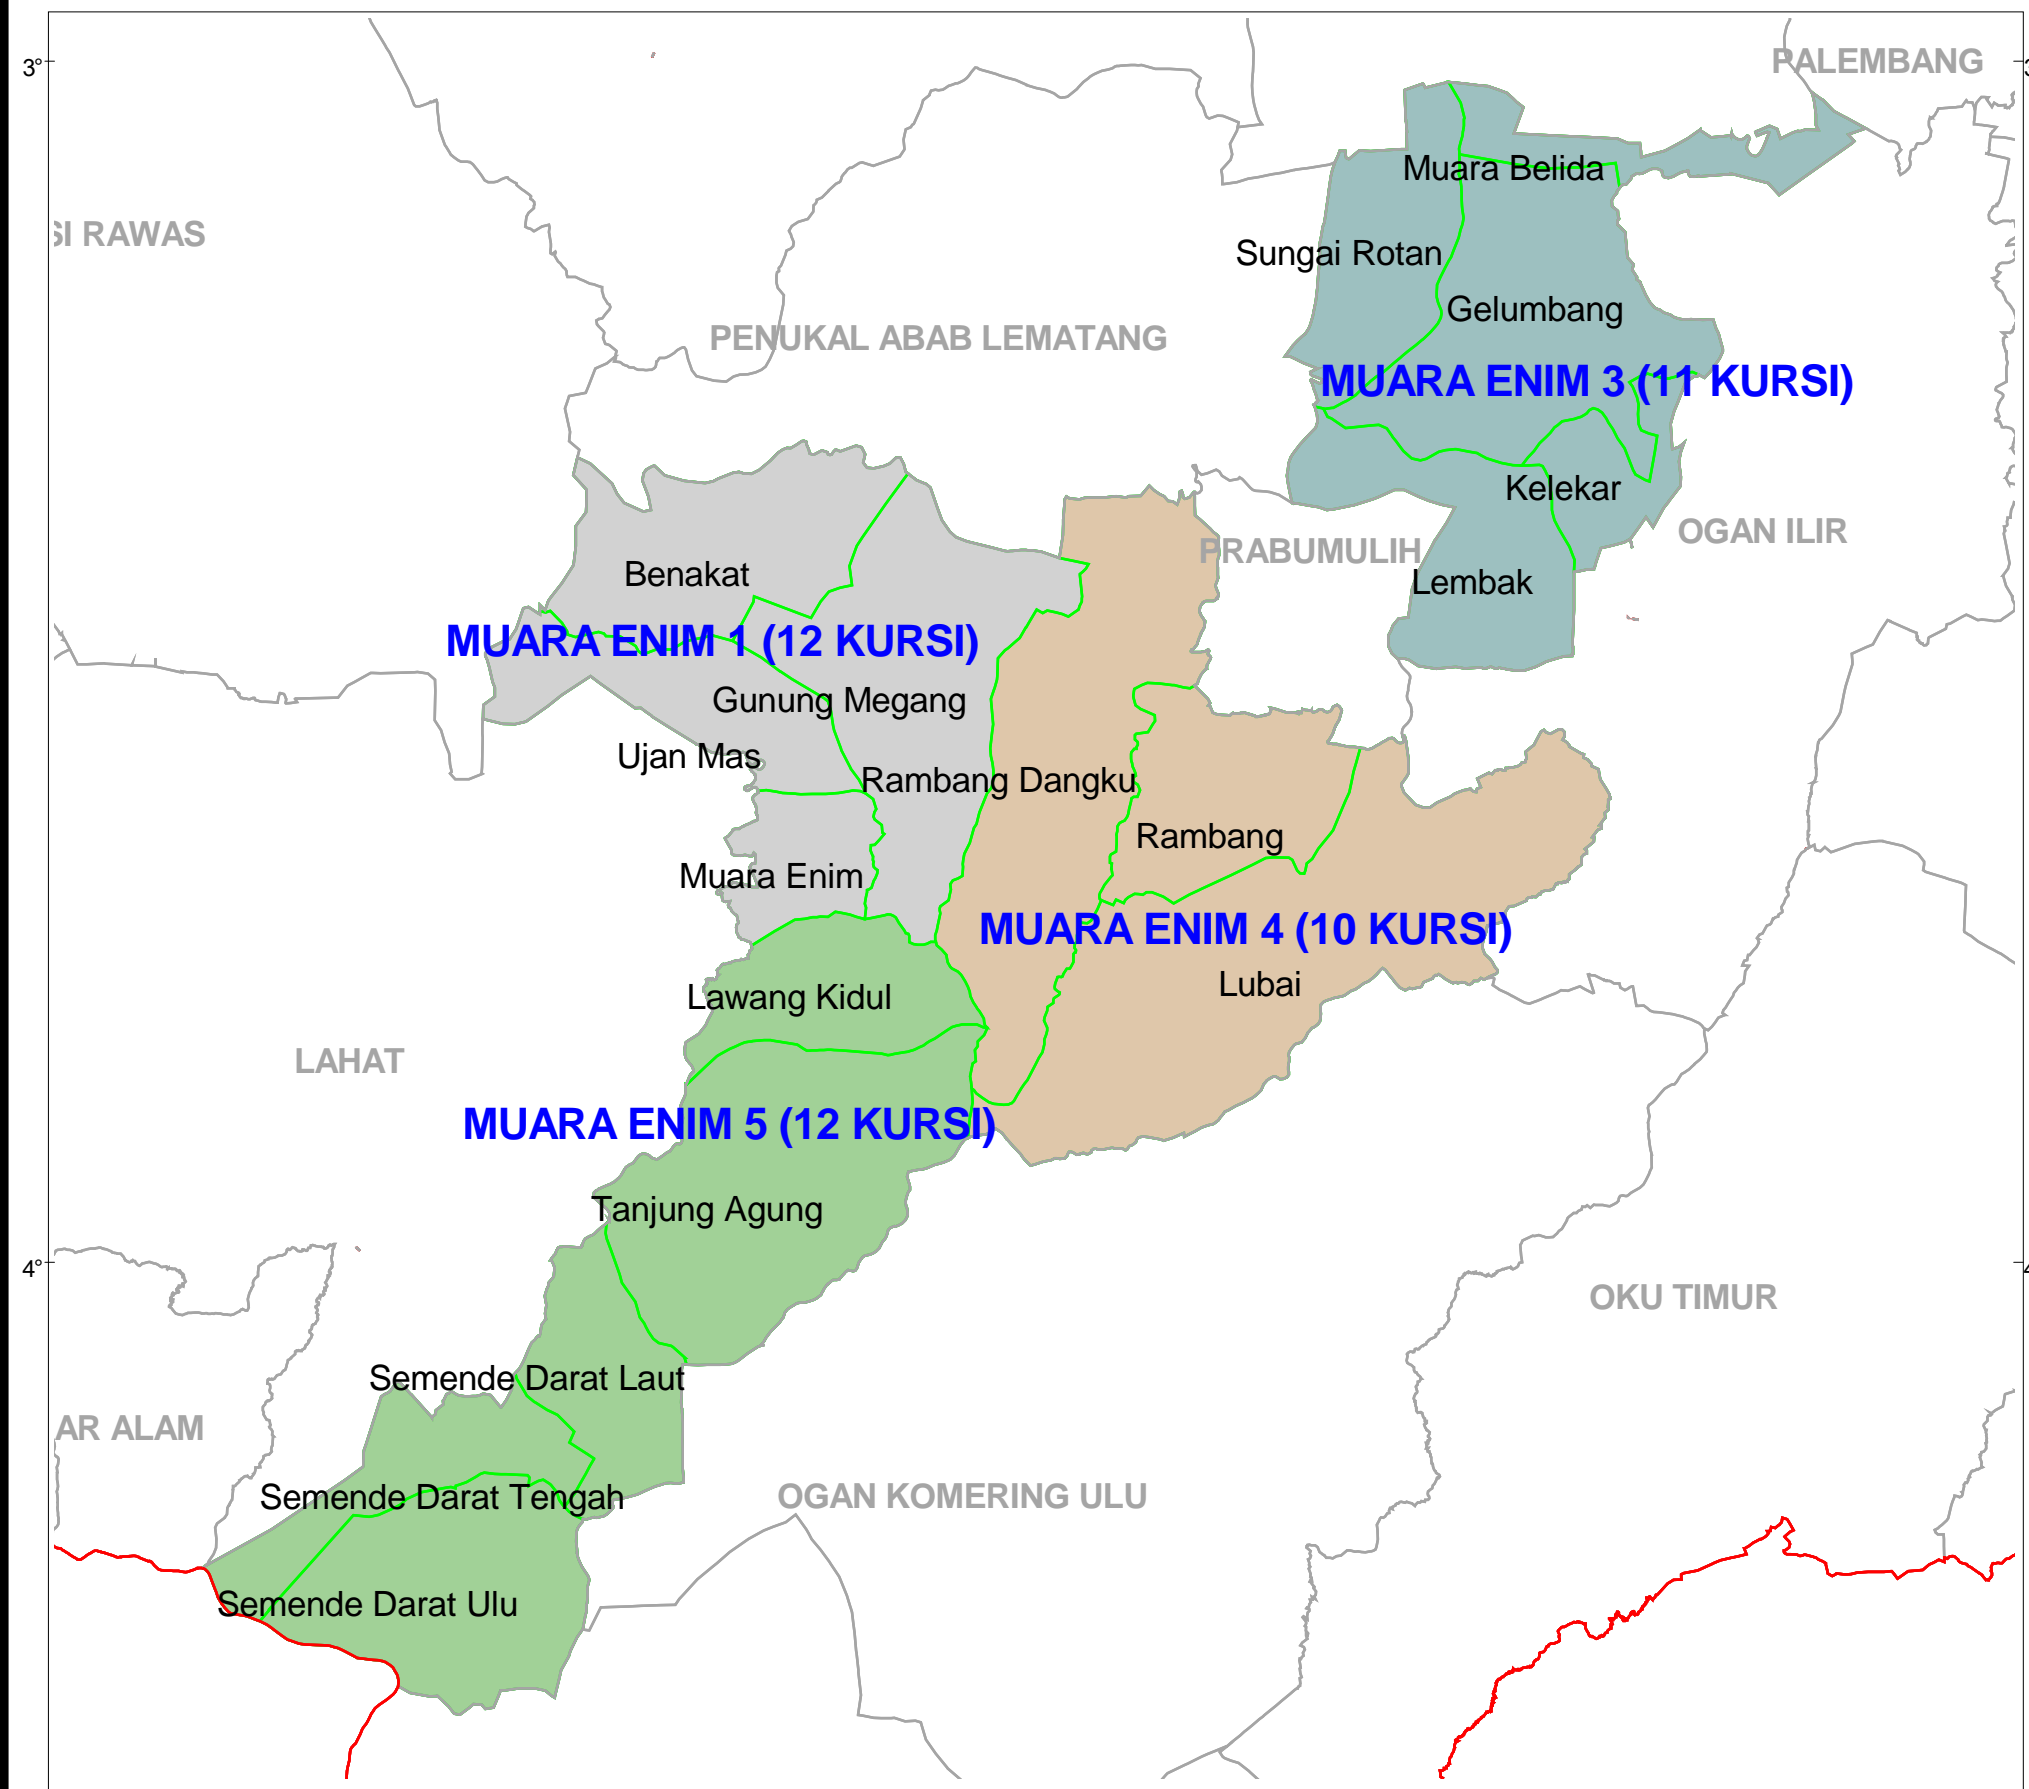 3°
3
PALEMBANG
Muara Belida
SI RAWAS
Sungai Rotan
Gelumbang
PENUKAL ABAB LEMATANG
MUARA ENIM 3 (11 KURSI)
Kelekar
OGAN ILIR
PRABUMULIH
Benakat
Lembak
MUARA ENIM 1 (12 KURSI)
Gunung Megang
Ujan Mas
Rambang Dangku
Rambang
Muara Enim
MUARA ENIM 4 (10 KURSI)
Lubai
Lawang Kidul
LAHAT
MUARA ENIM 5 (12 KURSI)
Tanjung Agung
4°
4
OKU TIMUR
Semende Darat Laut
AR ALAM
Semende Darat Tengah
OGAN KOMERING ULU
Semende Darat Ulu